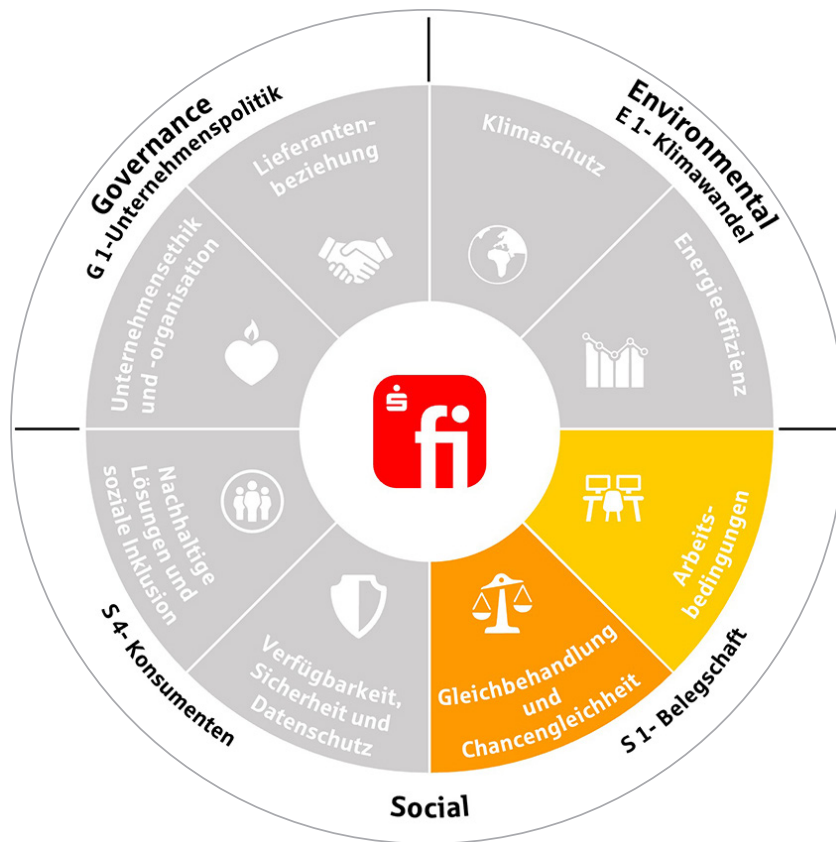 Governance
G 1-Unternehmenspolitik
Environmental
E 1- Klimawandel
Lieferanten-
beziehung
Klimaschutz
Unternehmensethik
und -organisation
Energieeffizienz
fi
Nachhaltige
Lösungen und
soziale Inklusion
Arbeits-
bedingungen
Verfügbarkeit,
Sicherheit und
Datenschutz
Gleichbehandlung
und
Chancengleichheit
S 4- Konsumenten
S 1- Belegschaft
Social